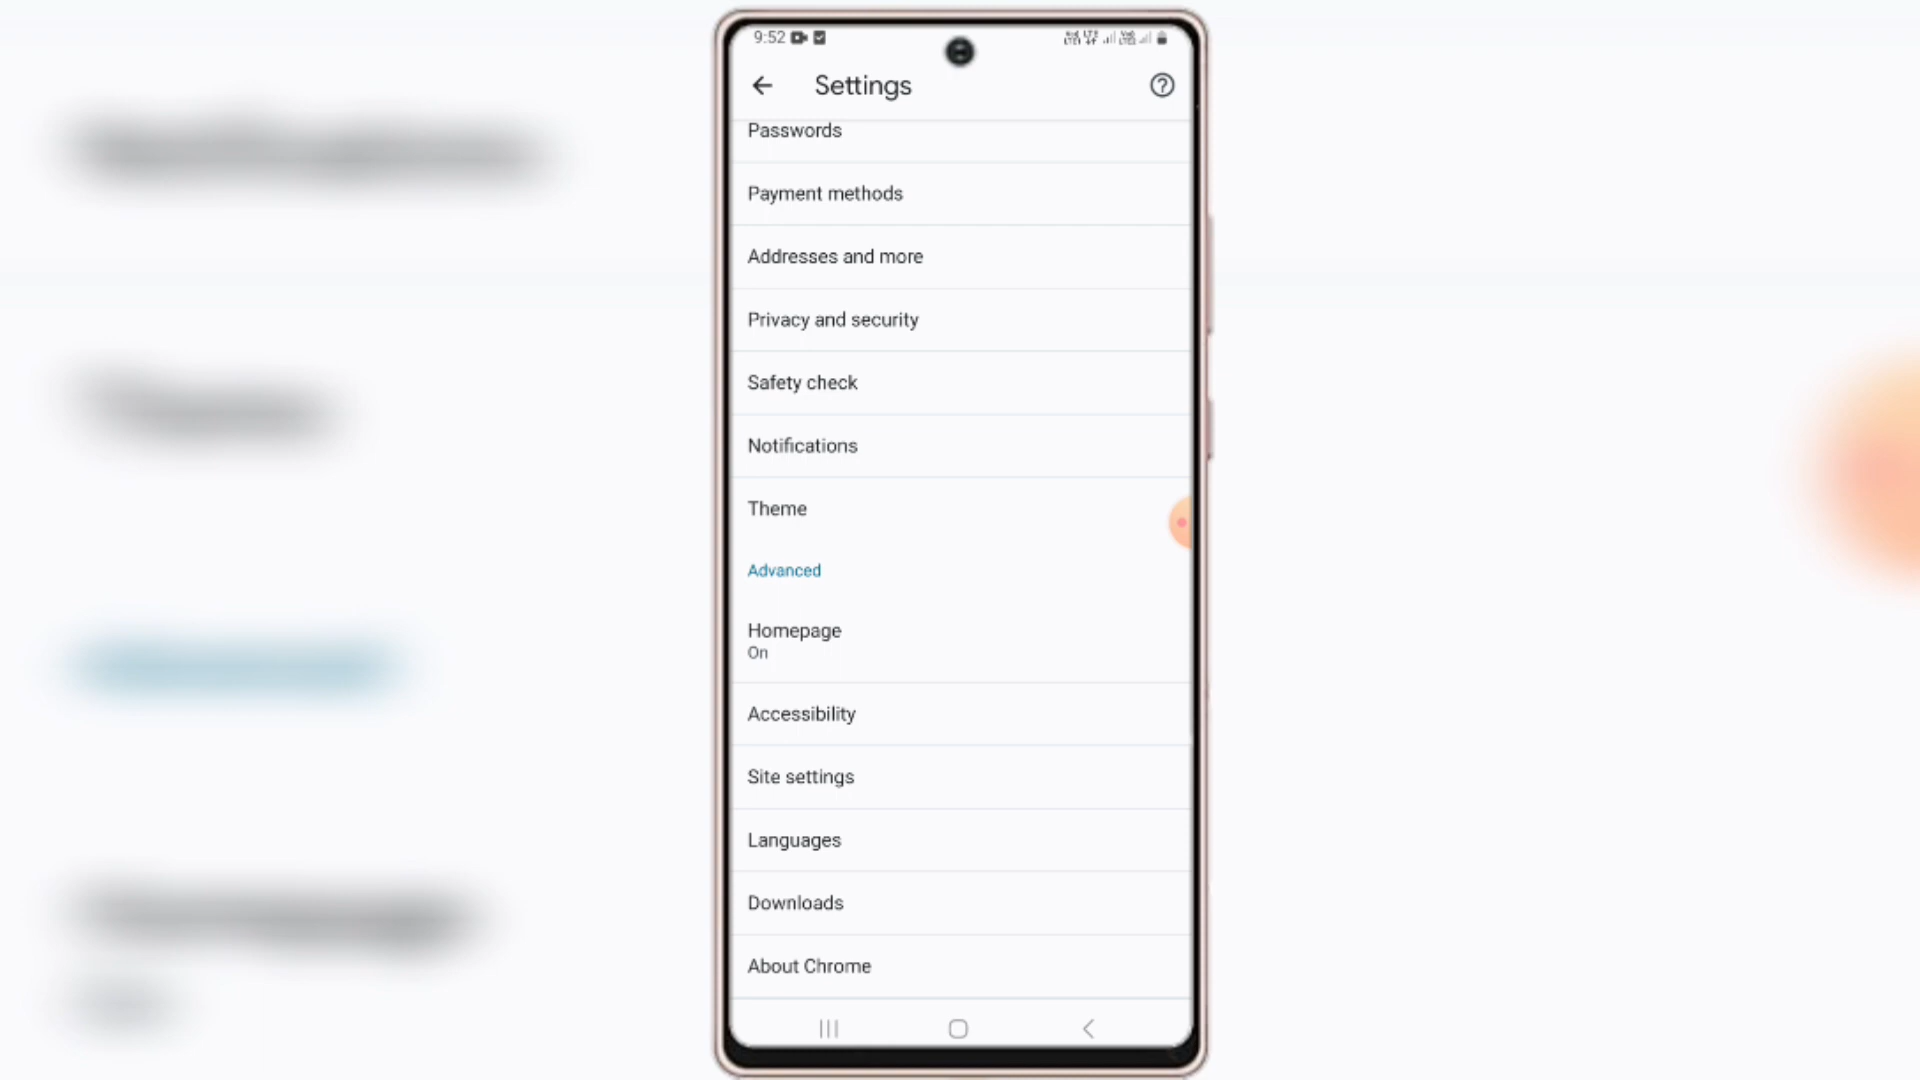 9:52
Settings
Passwords
Payment methods
Addresses and more
Privacy and security
Safety check
Notifications
Theme
Advanced
Homepage
On
Accessibility
Site settings
Languages
Downloads
About Chrome